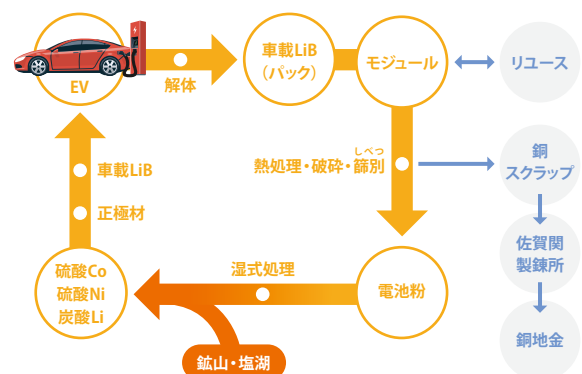 EV
解体
車載LiB
（パック）
モジュール
リユース
車載LiB
正極材
熱処理・破砕・篩別
しべつ
銅
スクラップ
佐賀関
製錬所
銅地金
硫酸Co
硫酸Ni
炭酸Li
湿式処理
電池粉
鉱山・塩湖